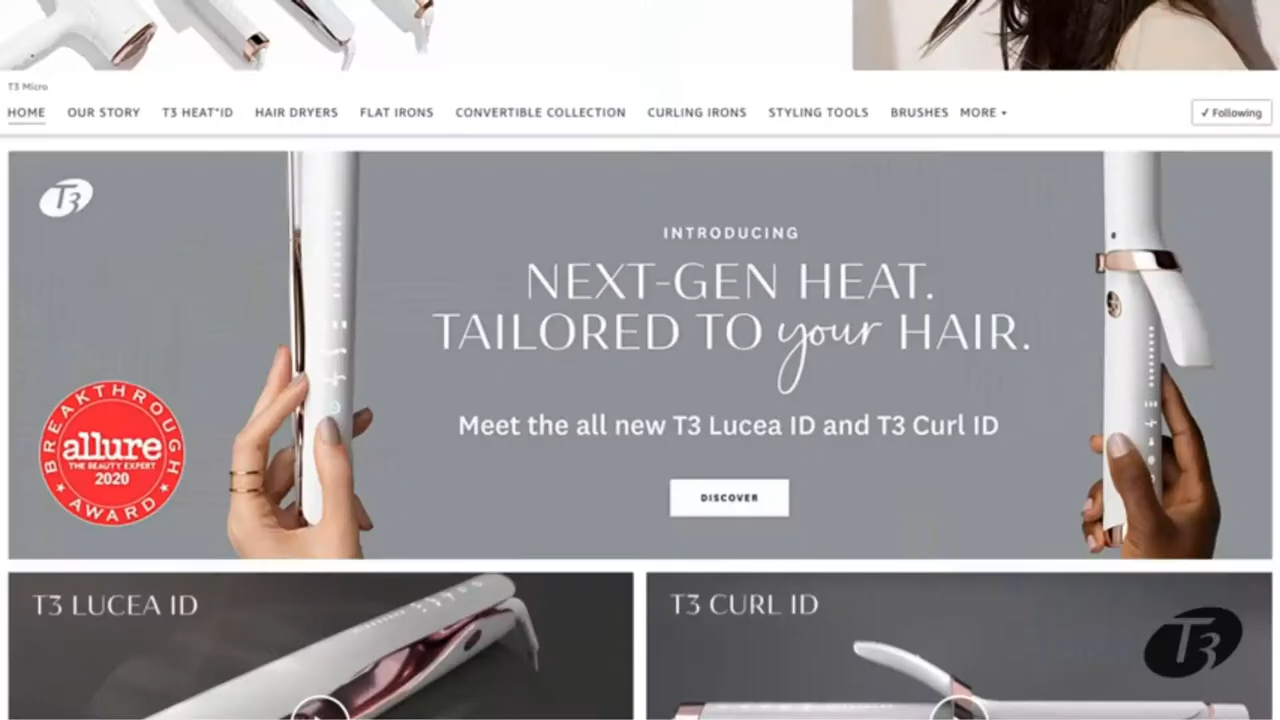 T3 Micro
HOME OUR STORY T3 HEAT°ID HAIR DRYERS FLAT IRONS CONVERTIBLE COLLECTION CURLING IRONS STYLING TOOLS BRUSHES MORE ▾ ✓ Following
T3
INTRODUCING
NEXT-GEN HEAT.
TAILORED TO your HAIR.
Meet the all new T3 Lucea ID and T3 Curl ID
DISCOVER
BREAKTHROUGH
allure
THE BEAUTY EXPERT
2020
★ AWARD ★
T3 LUCEA ID
T3 CURL ID
T3